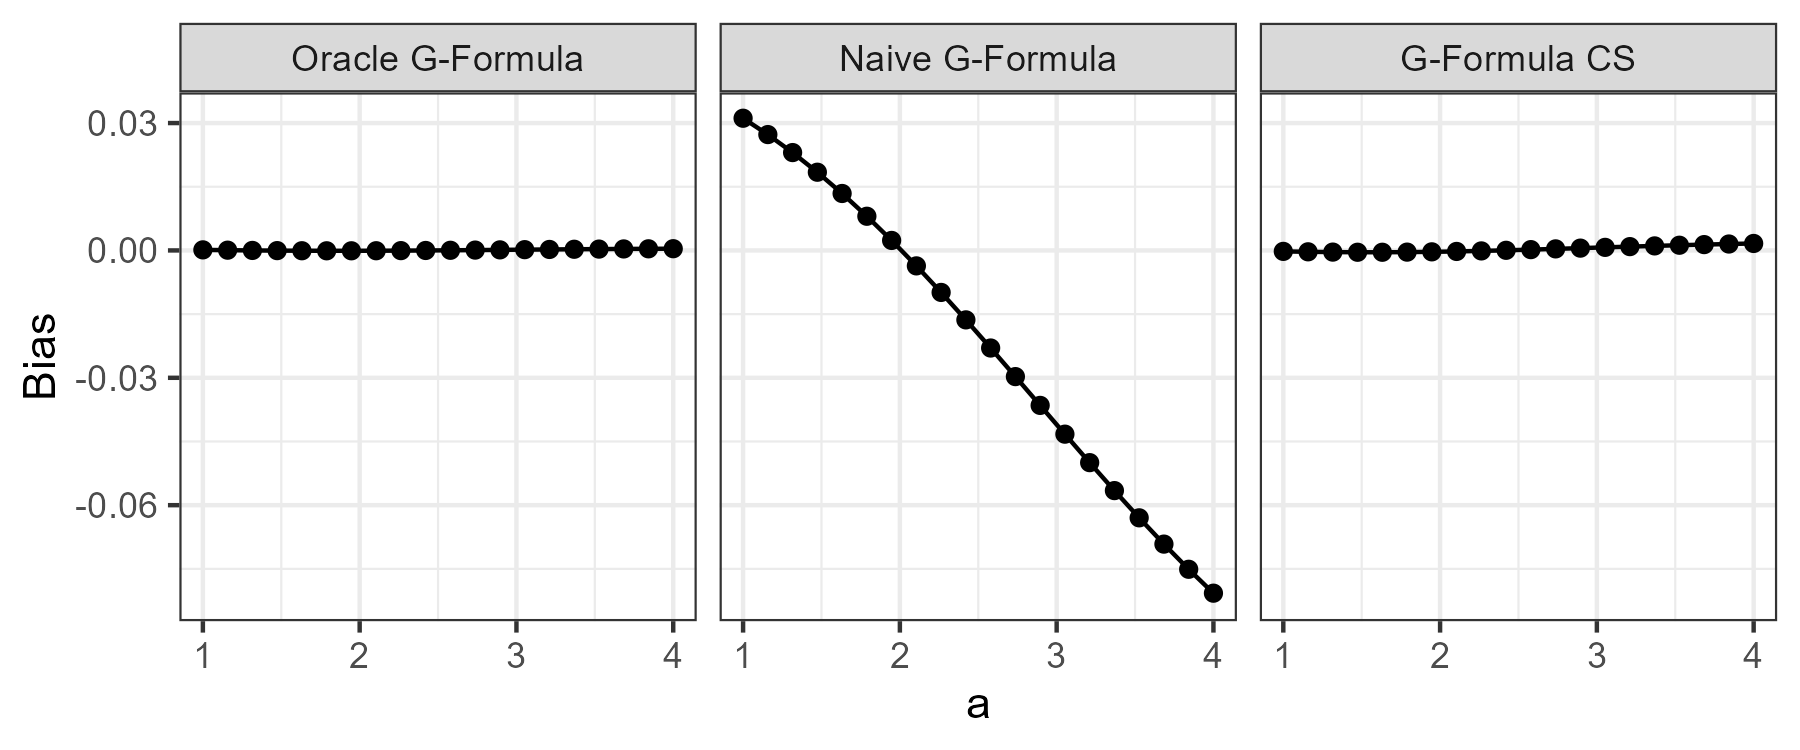 Oracle G-Formula Naive G-Formula G-Formula CS
0.03
0.00
-0.03
-0.06
Bias
1 2 3 4 1 2 3 4 1 2 3 4
a